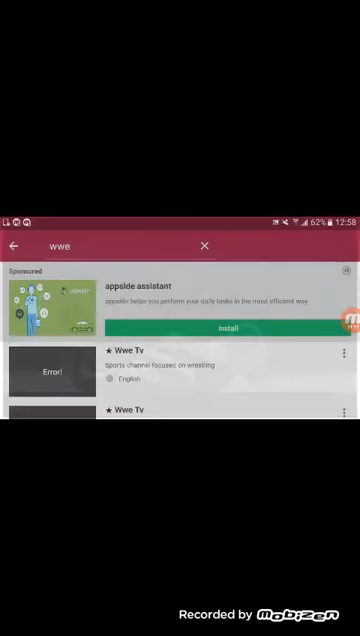 62% 12:58
wwe
Sponsored
appside
appside assistant
appside helps you perform your daily tasks in the most efficient way
Install
Error!
★ Wwe Tv
Sports channel focused on wrestling
English
★ Wwe Tv
Recorded by MOBIZEN